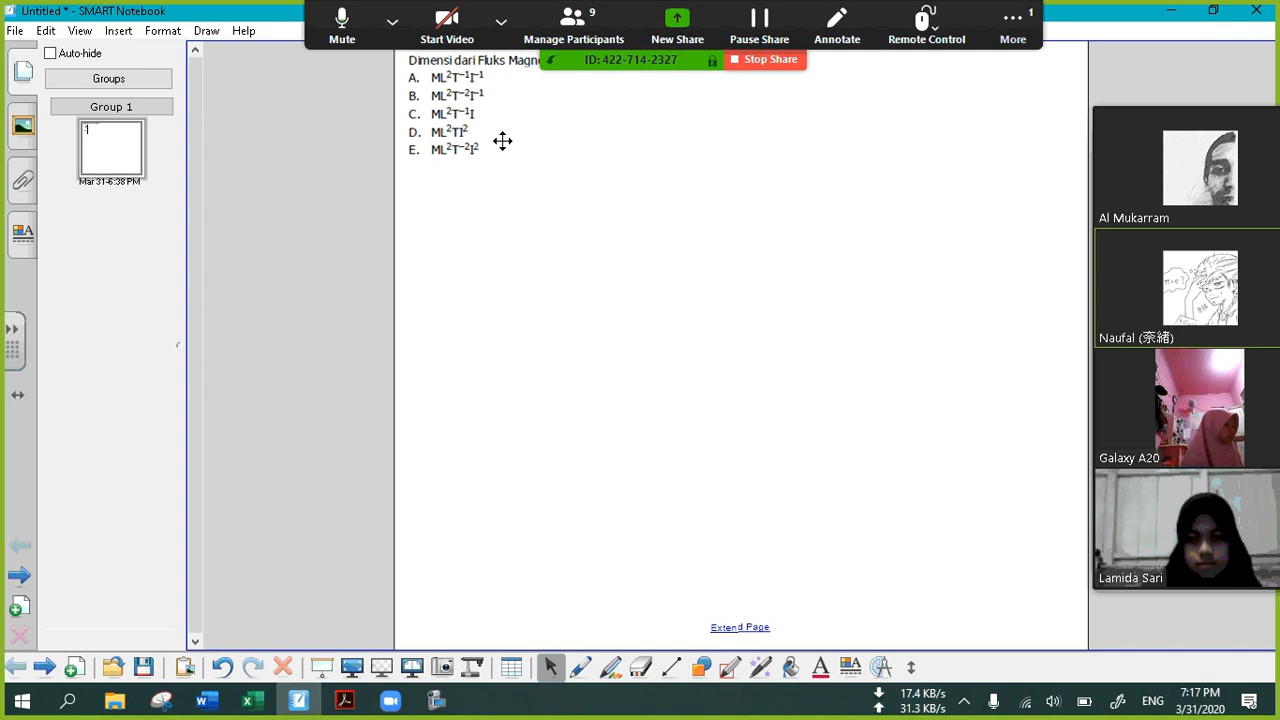 Untitled * - SMART Notebook
File Edit View Insert Format Draw Help
9
1
Mute
Start Video
Manage Participants
New Share
Pause Share
Annotate
Remote Control
More
ID: 422-714-2327
Stop Share
Auto-hide
Groups
Group 1
1
Mar 31-6:38 PM
Dimensi dari Fluks
A. ML²T⁻¹I⁻¹
B. ML²T⁻²I⁻¹
C. ML²T⁻¹I
D. ML²TI²
E. ML²T⁻²I²
Extend Page
Al Mukarram
Naufal (奈緒)
Galaxy A20
Lamida Sari
17.4 KB/s
31.3 KB/s
ENG
7:17 PM
3/31/2020